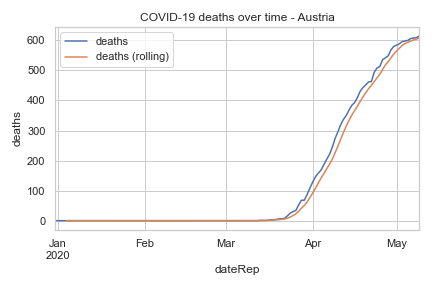 COVID-19 deaths over time - Austria
deaths
deaths (rolling)
600
500
400
300
200
100
0
deaths
Jan
2020
Feb
Mar
Apr
May
dateRep